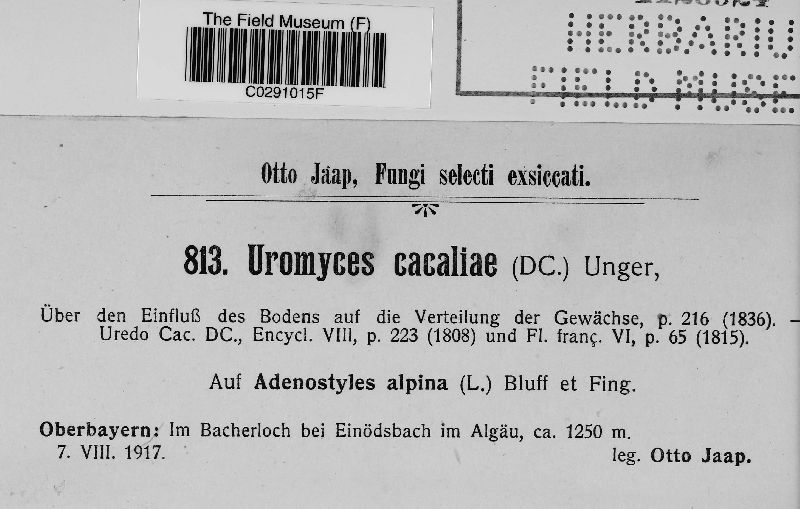 The Field Museum (F)
C0291015F
HERBARIU
FIELD MUSE
Otto Jaap, Fungi selecti exsiccati.
813. Uromyces cacaliae (DC.) Unger,
Über den Einfluß des Bodens auf die Verteilung der Gewächse, p. 216 (1836). –
Uredo Cac. DC., Encycl. VIII, p. 223 (1808) und Fl. franç. VI, p. 65 (1815).
Auf Adenostyles alpina (L.) Bluff et Fing.
Oberbayern: Im Bacherloch bei Einödsbach im Algäu, ca. 1250 m.
7. VIII. 1917.
leg. Otto Jaap.